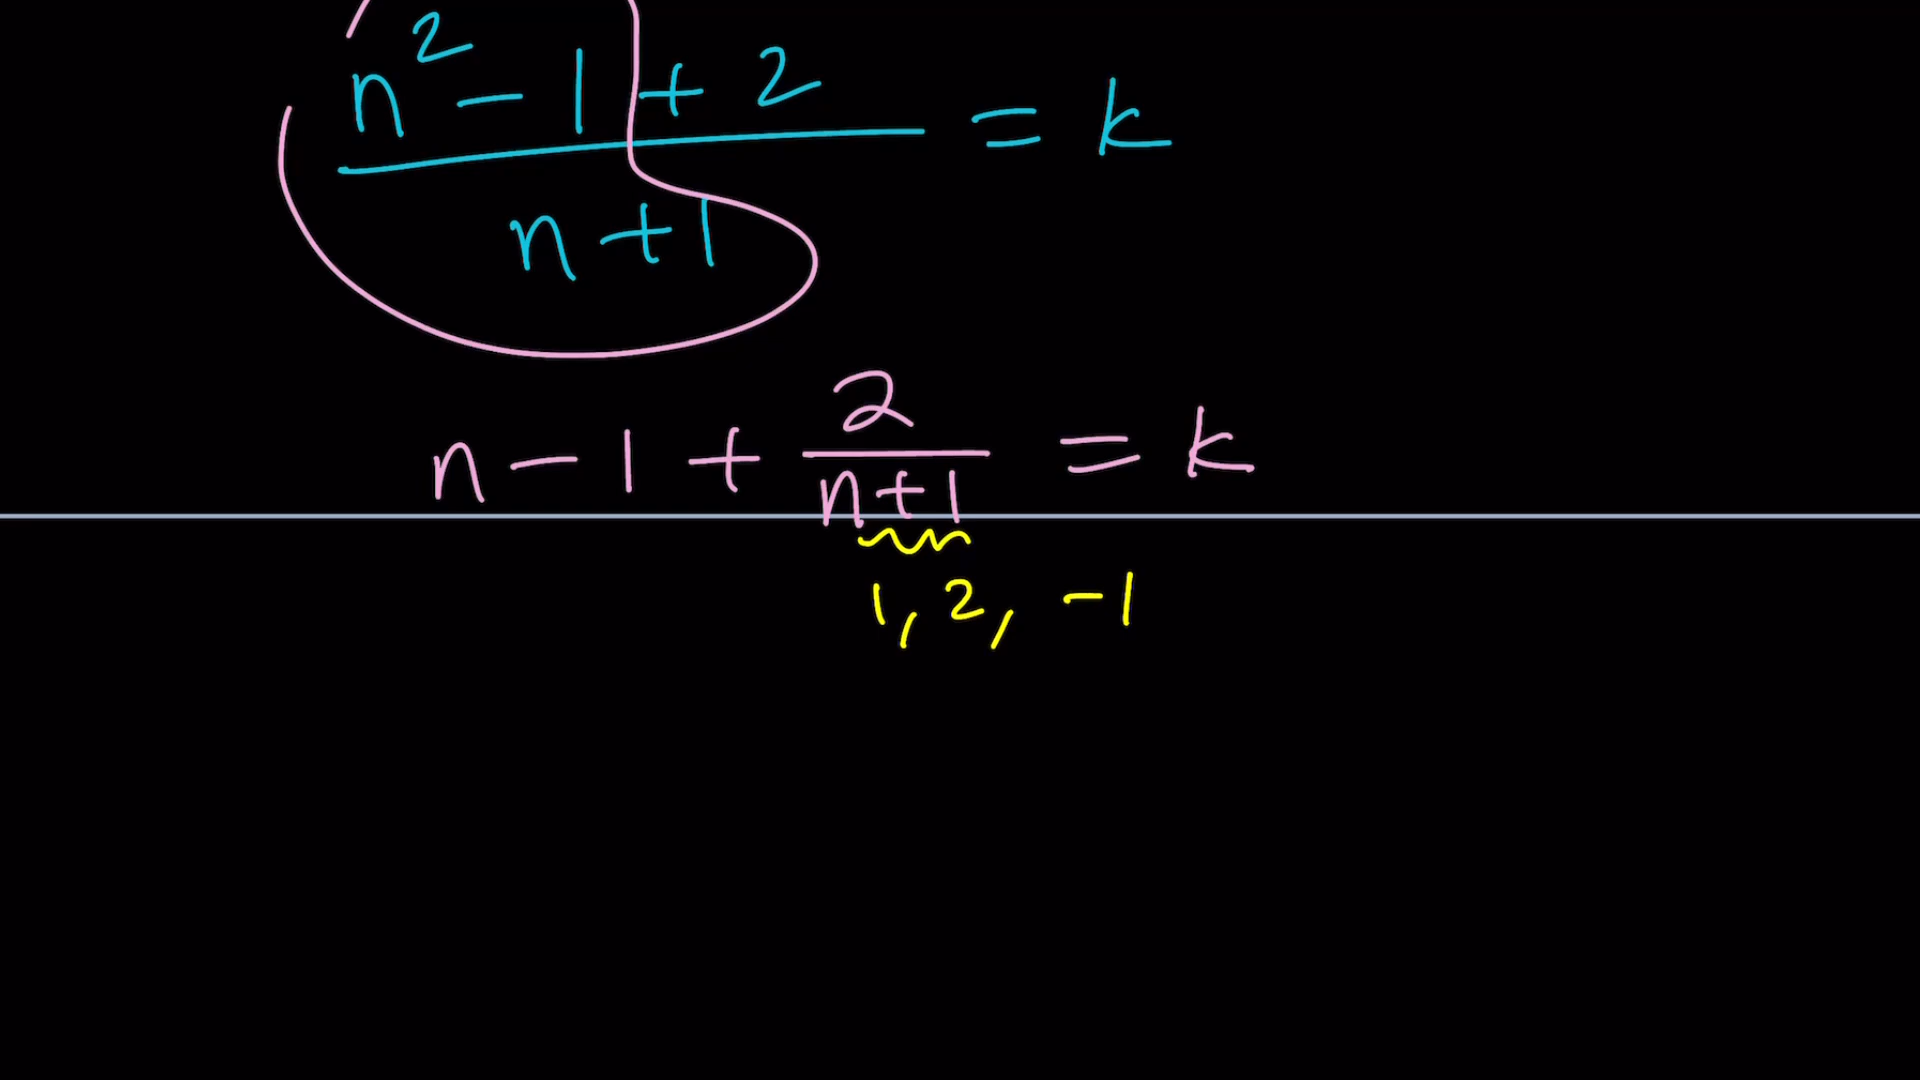 n² - 1 + 2 = k
n + 1
n - 1 + 2/(n+1) = k
1, 2, -1